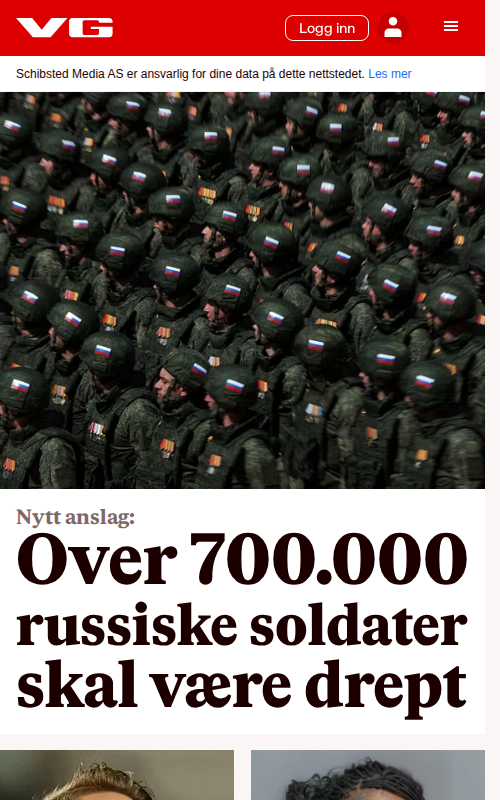 VG
Logg inn
Schibsted Media AS er ansvarlig for dine data på dette nettstedet. Les mer
Nytt anslag:
Over 700.000
russiske soldater
skal være drept